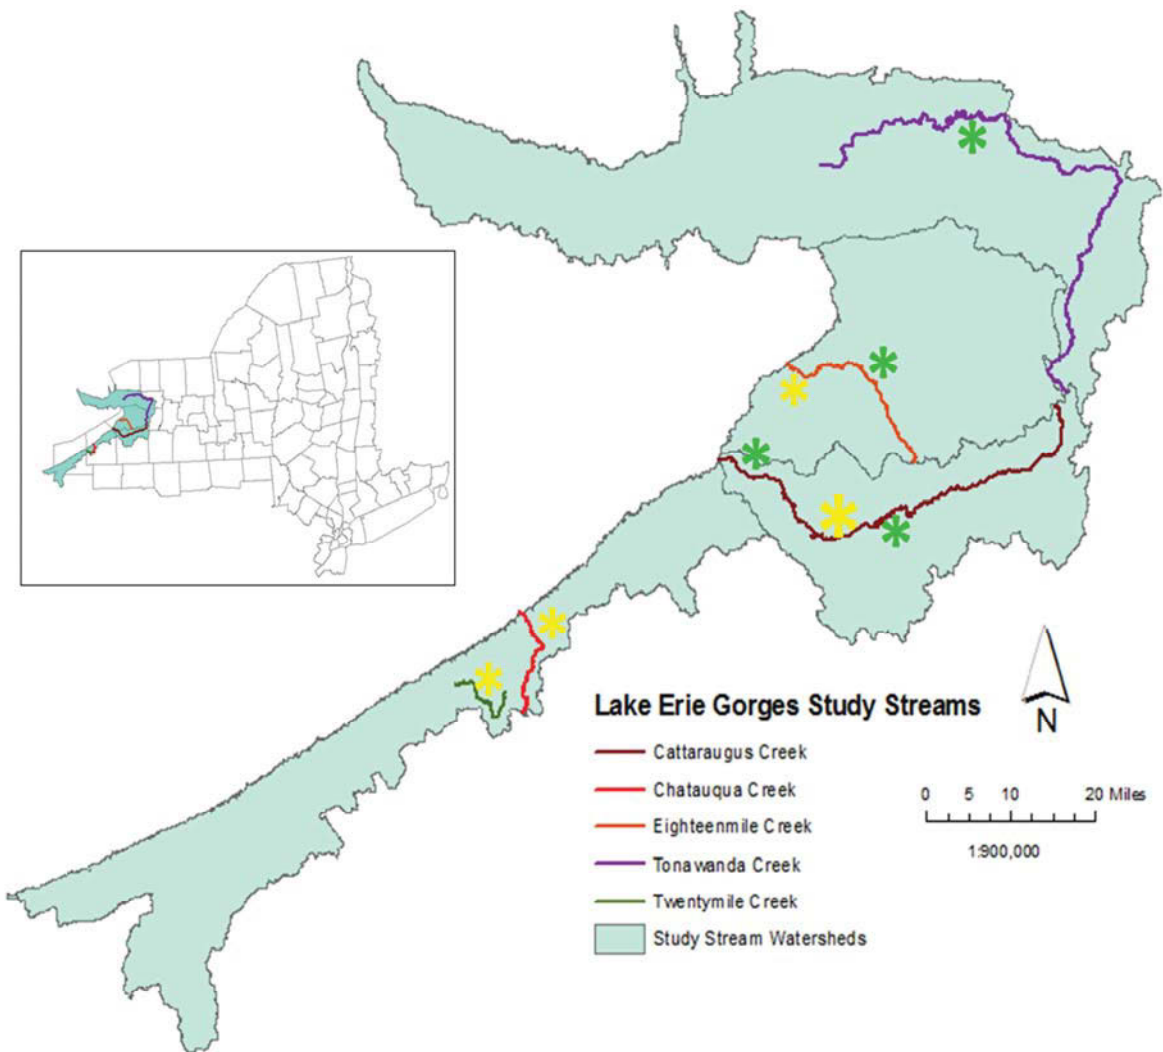 Lake Erie Gorges Study Streams
N
Cattaraugus Creek
Chatauqua Creek
Eighteenmile Creek
Tonawanda Creek
Twentymile Creek
Study Stream Watersheds
0 5 10 20 Miles
1:900,000